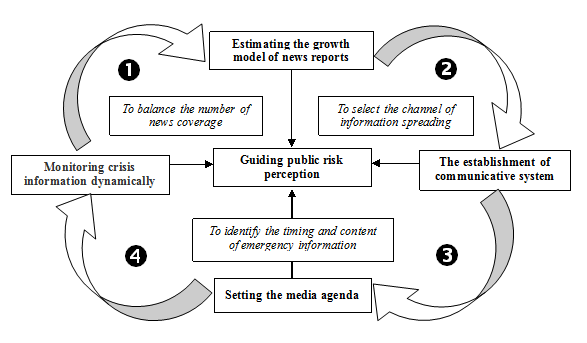 Estimating the growth
model of news reports
1
2
To balance the number of
news coverage
To select the channel of
information spreading
Monitoring crisis
information dynamically
Guiding public risk
perception
The establishment of
communicative system
To identify the timing and content
of emergency information
4
3
Setting the media agenda